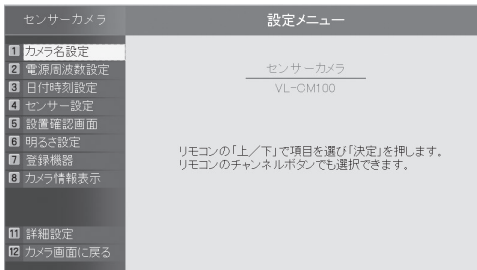 センサーカメラ
設定メニュー
1 カメラ名設定
2 電源周波数設定
3 日付時刻設定
4 センサー設定
5 設置確認画面
6 明るさ設定
7 登録機器
8 カメラ情報表示
11 詳細設定
12 カメラ画面に戻る
センサーカメラ
VL-CM100
リモコンの「上／下」で項目を選び「決定」を押します。
リモコンのチャンネルボタンでも選択できます。